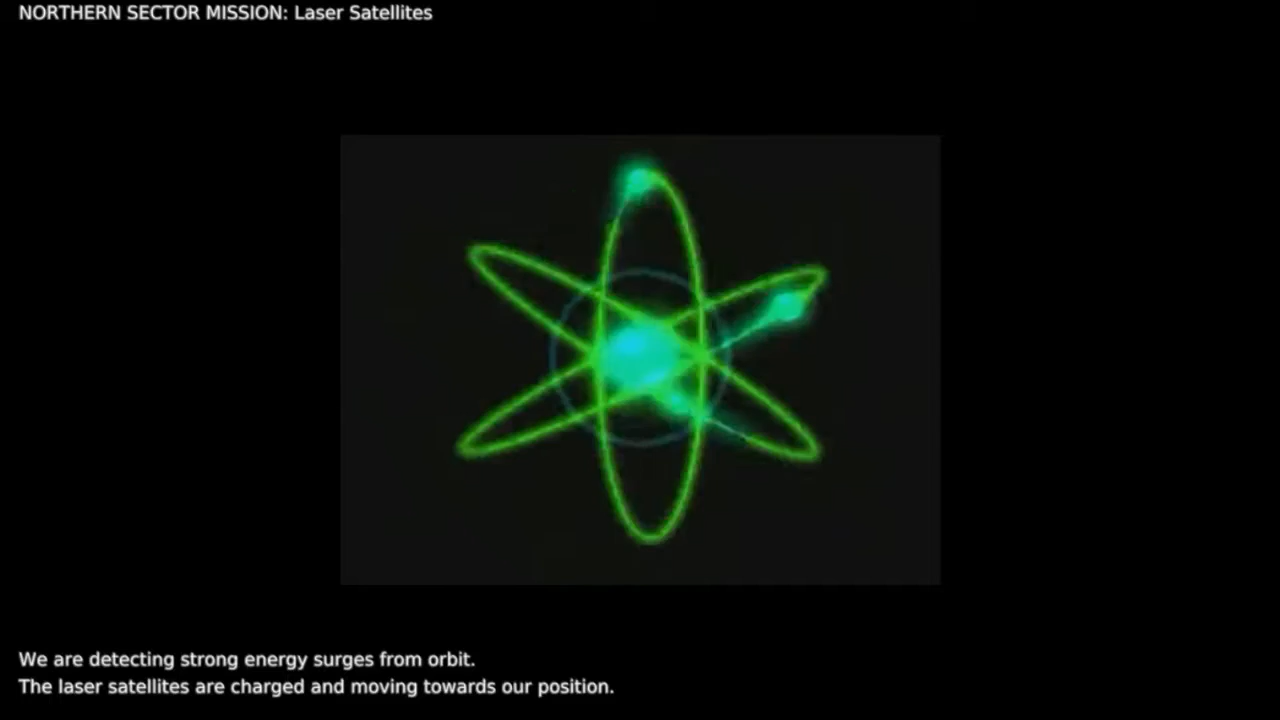 NORTHERN SECTOR MISSION: Laser Satellites
We are detecting strong energy surges from orbit.
The laser satellites are charged and moving towards our position.